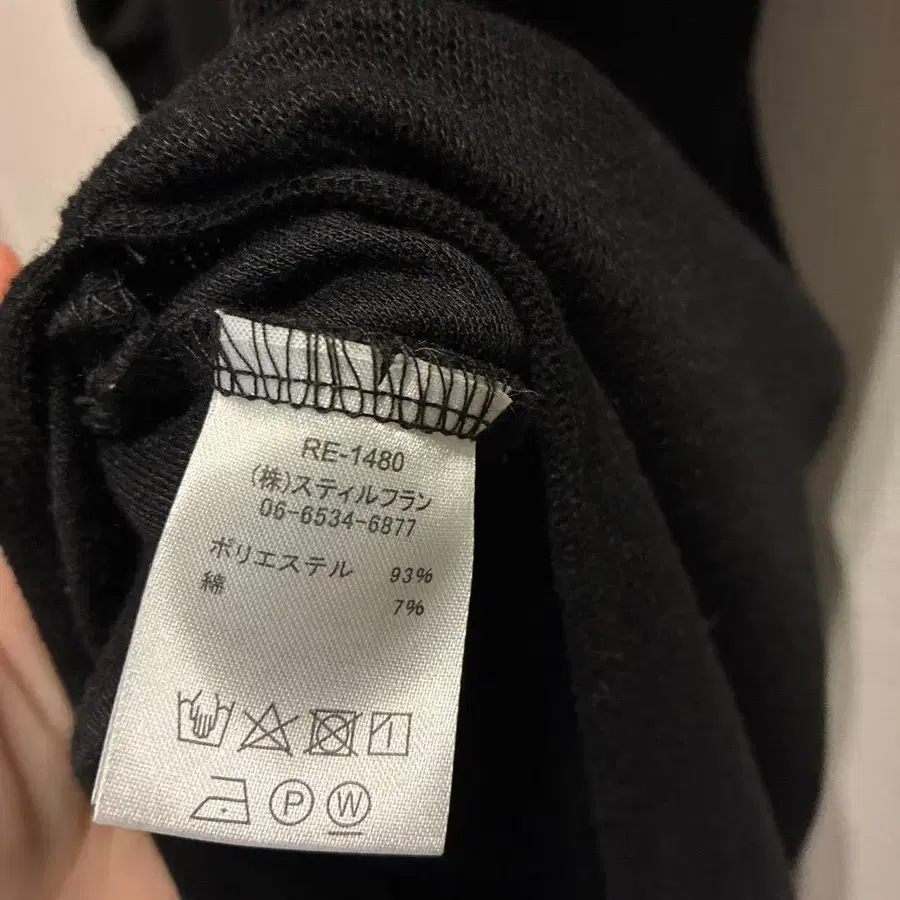 RE-1480
(株)スティルフラン
06-6534-6877
ポリエステル 93%
綿 7%
P W